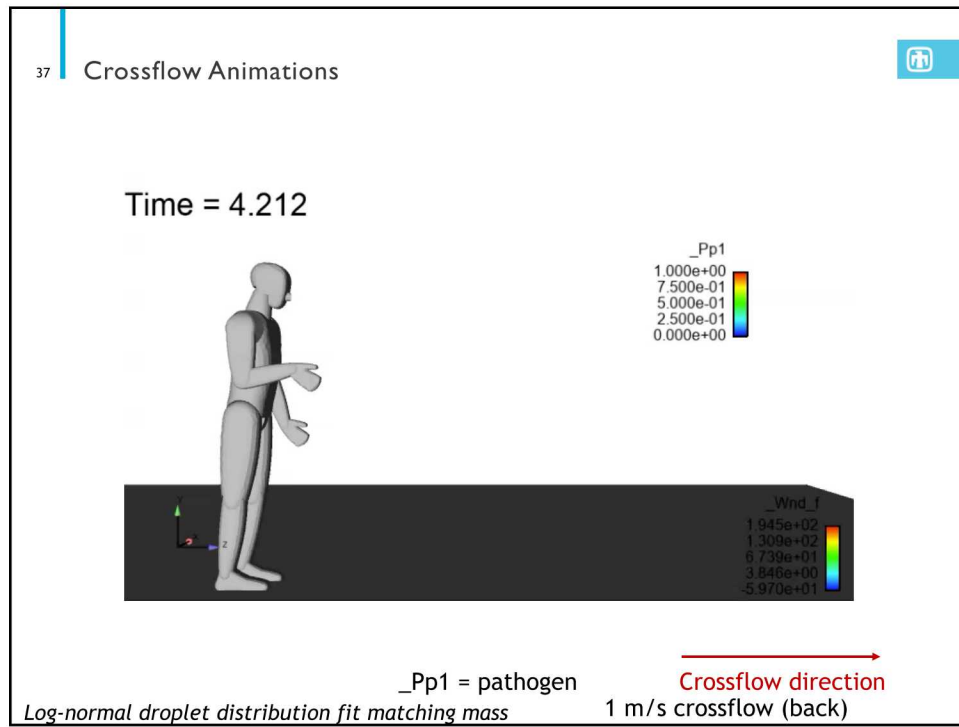 37
Crossflow Animations
Time = 4.212
_Pp1
1.000e+00
7.500e-01
5.000e-01
2.500e-01
0.000e+00
Y
X
Z
_Wnd_f
1.945e+02
1.309e+02
6.739e+01
3.846e+00
-5.970e+01
_Pp1 = pathogen
Crossflow direction
Log-normal droplet distribution fit matching mass
1 m/s crossflow (back)